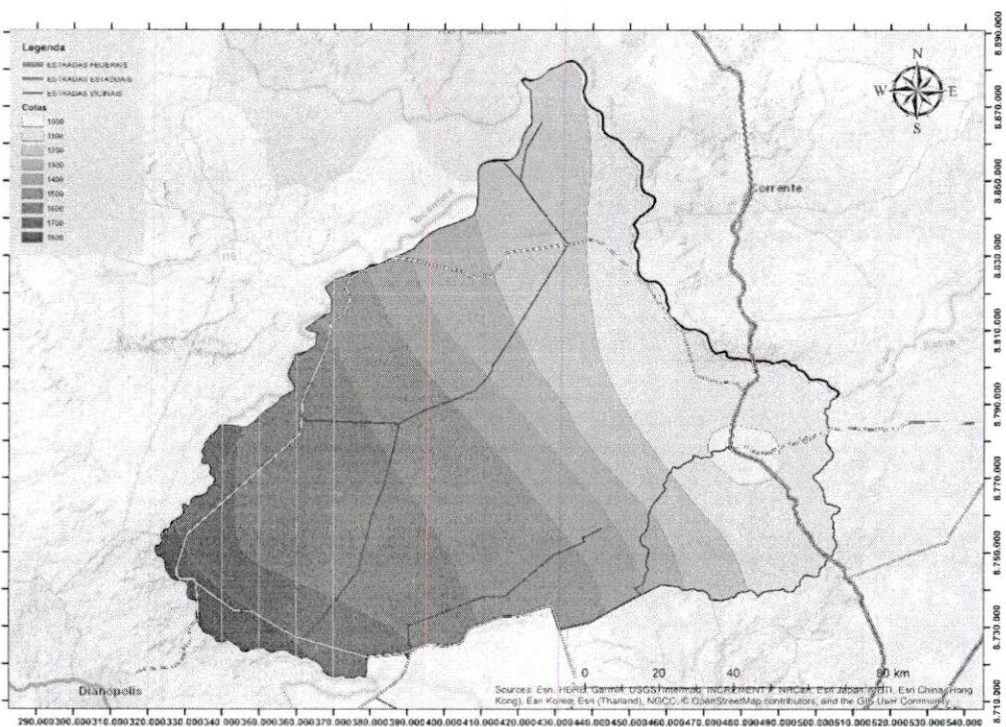 Legenda
ESTRADAS FEDERAIS
ESTRADAS ESTADUAIS
ESTRADAS VICINAIS
Cotas
1000
1100
1200
1300
1400
1500
1600
1700
1800
N
W E
S
Corrente
Dianópolis
0 20 40 80 km
Sources: Esri, HERE, Garmin, USGS, Intermap, INCREMENT P, NRCan, Esri Japan, METI, Esri China (Hong
Kong), Esri Korea, Esri (Thailand), NGCC, © OpenStreetMap contributors, and the GIS User Community
8.890.000
8.870.000
8.850.000
8.830.000
8.810.000
8.790.000
8.770.000
8.750.000
8.730.000
290.000 300.000 310.000 320.000 330.000 340.000 350.000 360.000 370.000 380.000 390.000 400.000 410.000 420.000 430.000 440.000 450.000 460.000 470.000 480.000 490.000 500.000 510.000 520.000 530.000 540.000